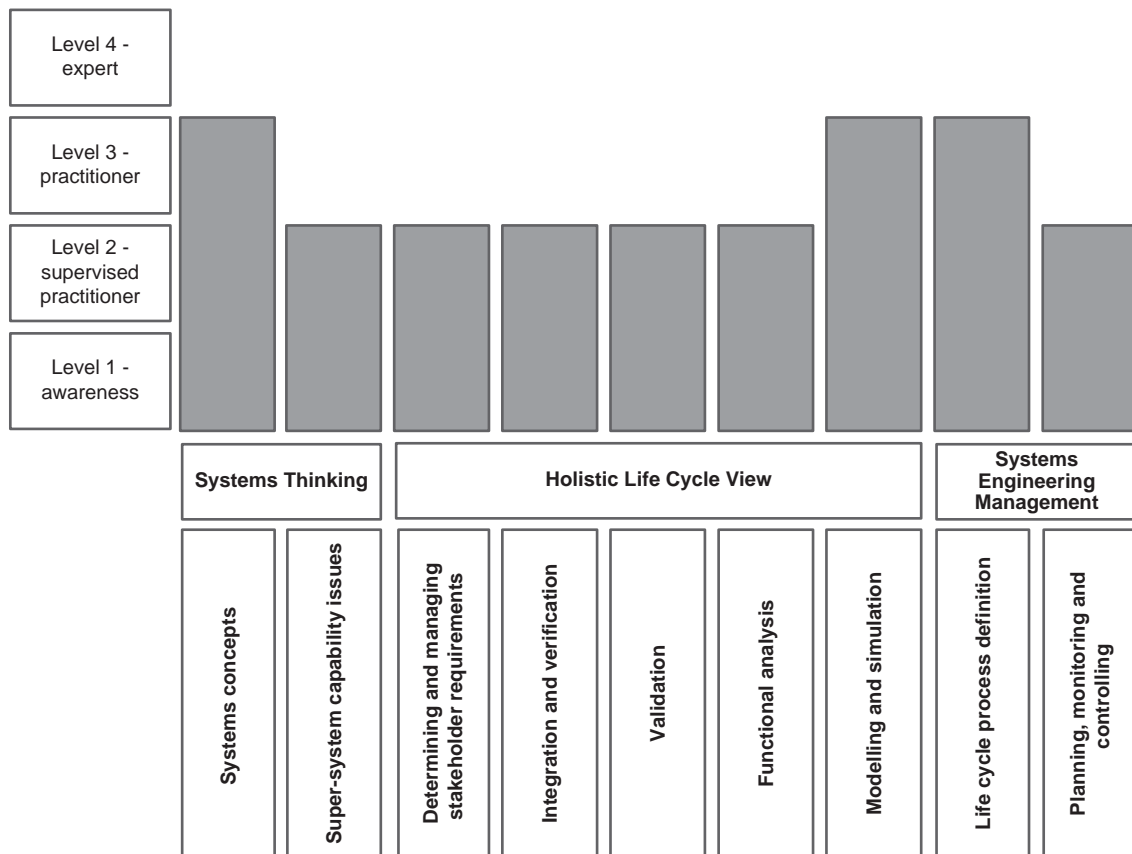 Level 4 -
expert
Level 3 -
practitioner
Level 2 -
supervised
practitioner
Level 1 -
awareness
Systems Thinking
Holistic Life Cycle View
Systems
Engineering
Management
Systems concepts
Super-system capability issues
Determining and managing
stakeholder requirements
Integration and verification
Validation
Functional analysis
Modelling and simulation
Life cycle process definition
Planning, monitoring and
controlling